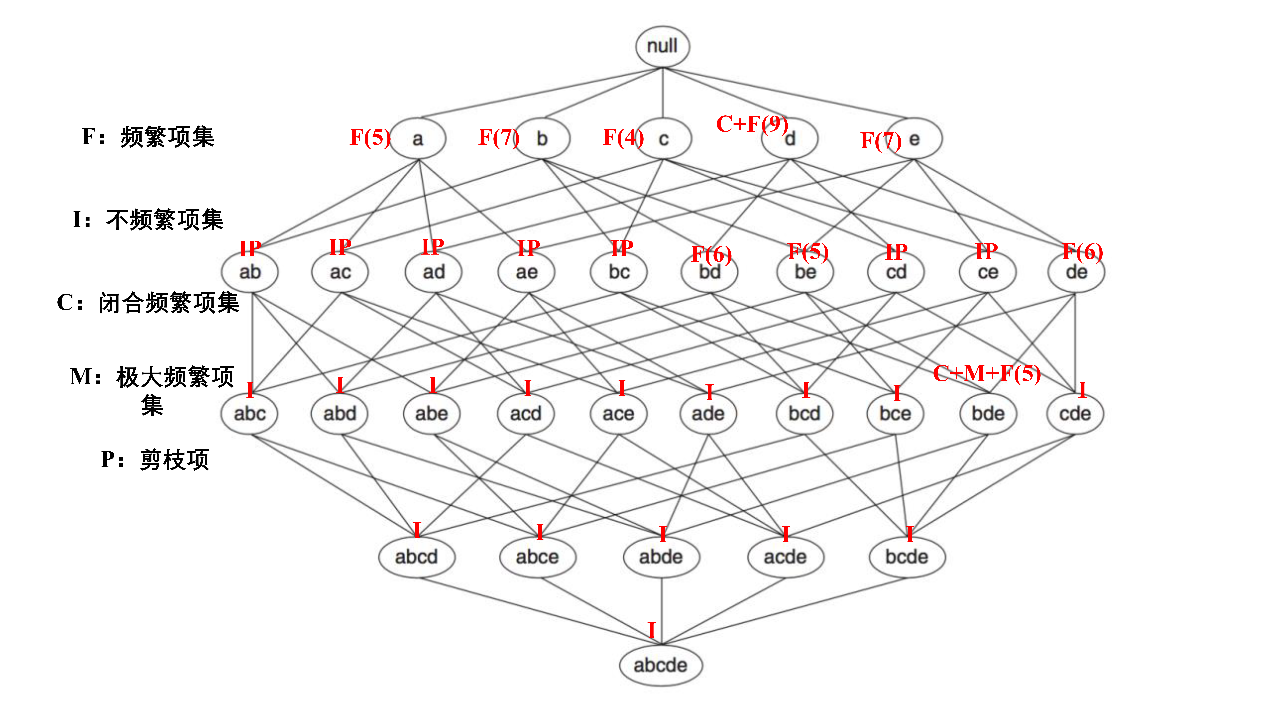 null
F：频繁项集
F(5) a F(7) b F(4) c C+F(9) d F(7) e
I：不频繁项集
IP IP IP IP IP F(6) F(5) IP IP F(6)
ab ac ad ae bc bd be cd ce de
C：闭合频繁项集
M：极大频繁项
集
I I I I I I I I C+M+F(5) I
abc abd abe acd ace ade bcd bce bde cde
P：剪枝项
I I I I I
abcd abce abde acde bcde
I
abcde